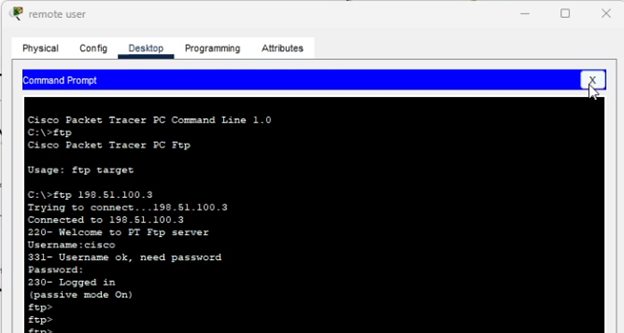 remote user
Physical Config Desktop Programming Attributes
Command Prompt X
Cisco Packet Tracer PC Command Line 1.0
C:\>ftp
Cisco Packet Tracer PC Ftp
Usage: ftp target
C:\>ftp 198.51.100.3
Trying to connect...198.51.100.3
Connected to 198.51.100.3
220- Welcome to PT Ftp server
Username:cisco
331- Username ok, need password
Password:
230- Logged in
(passive mode On)
ftp>
ftp>
ftp>